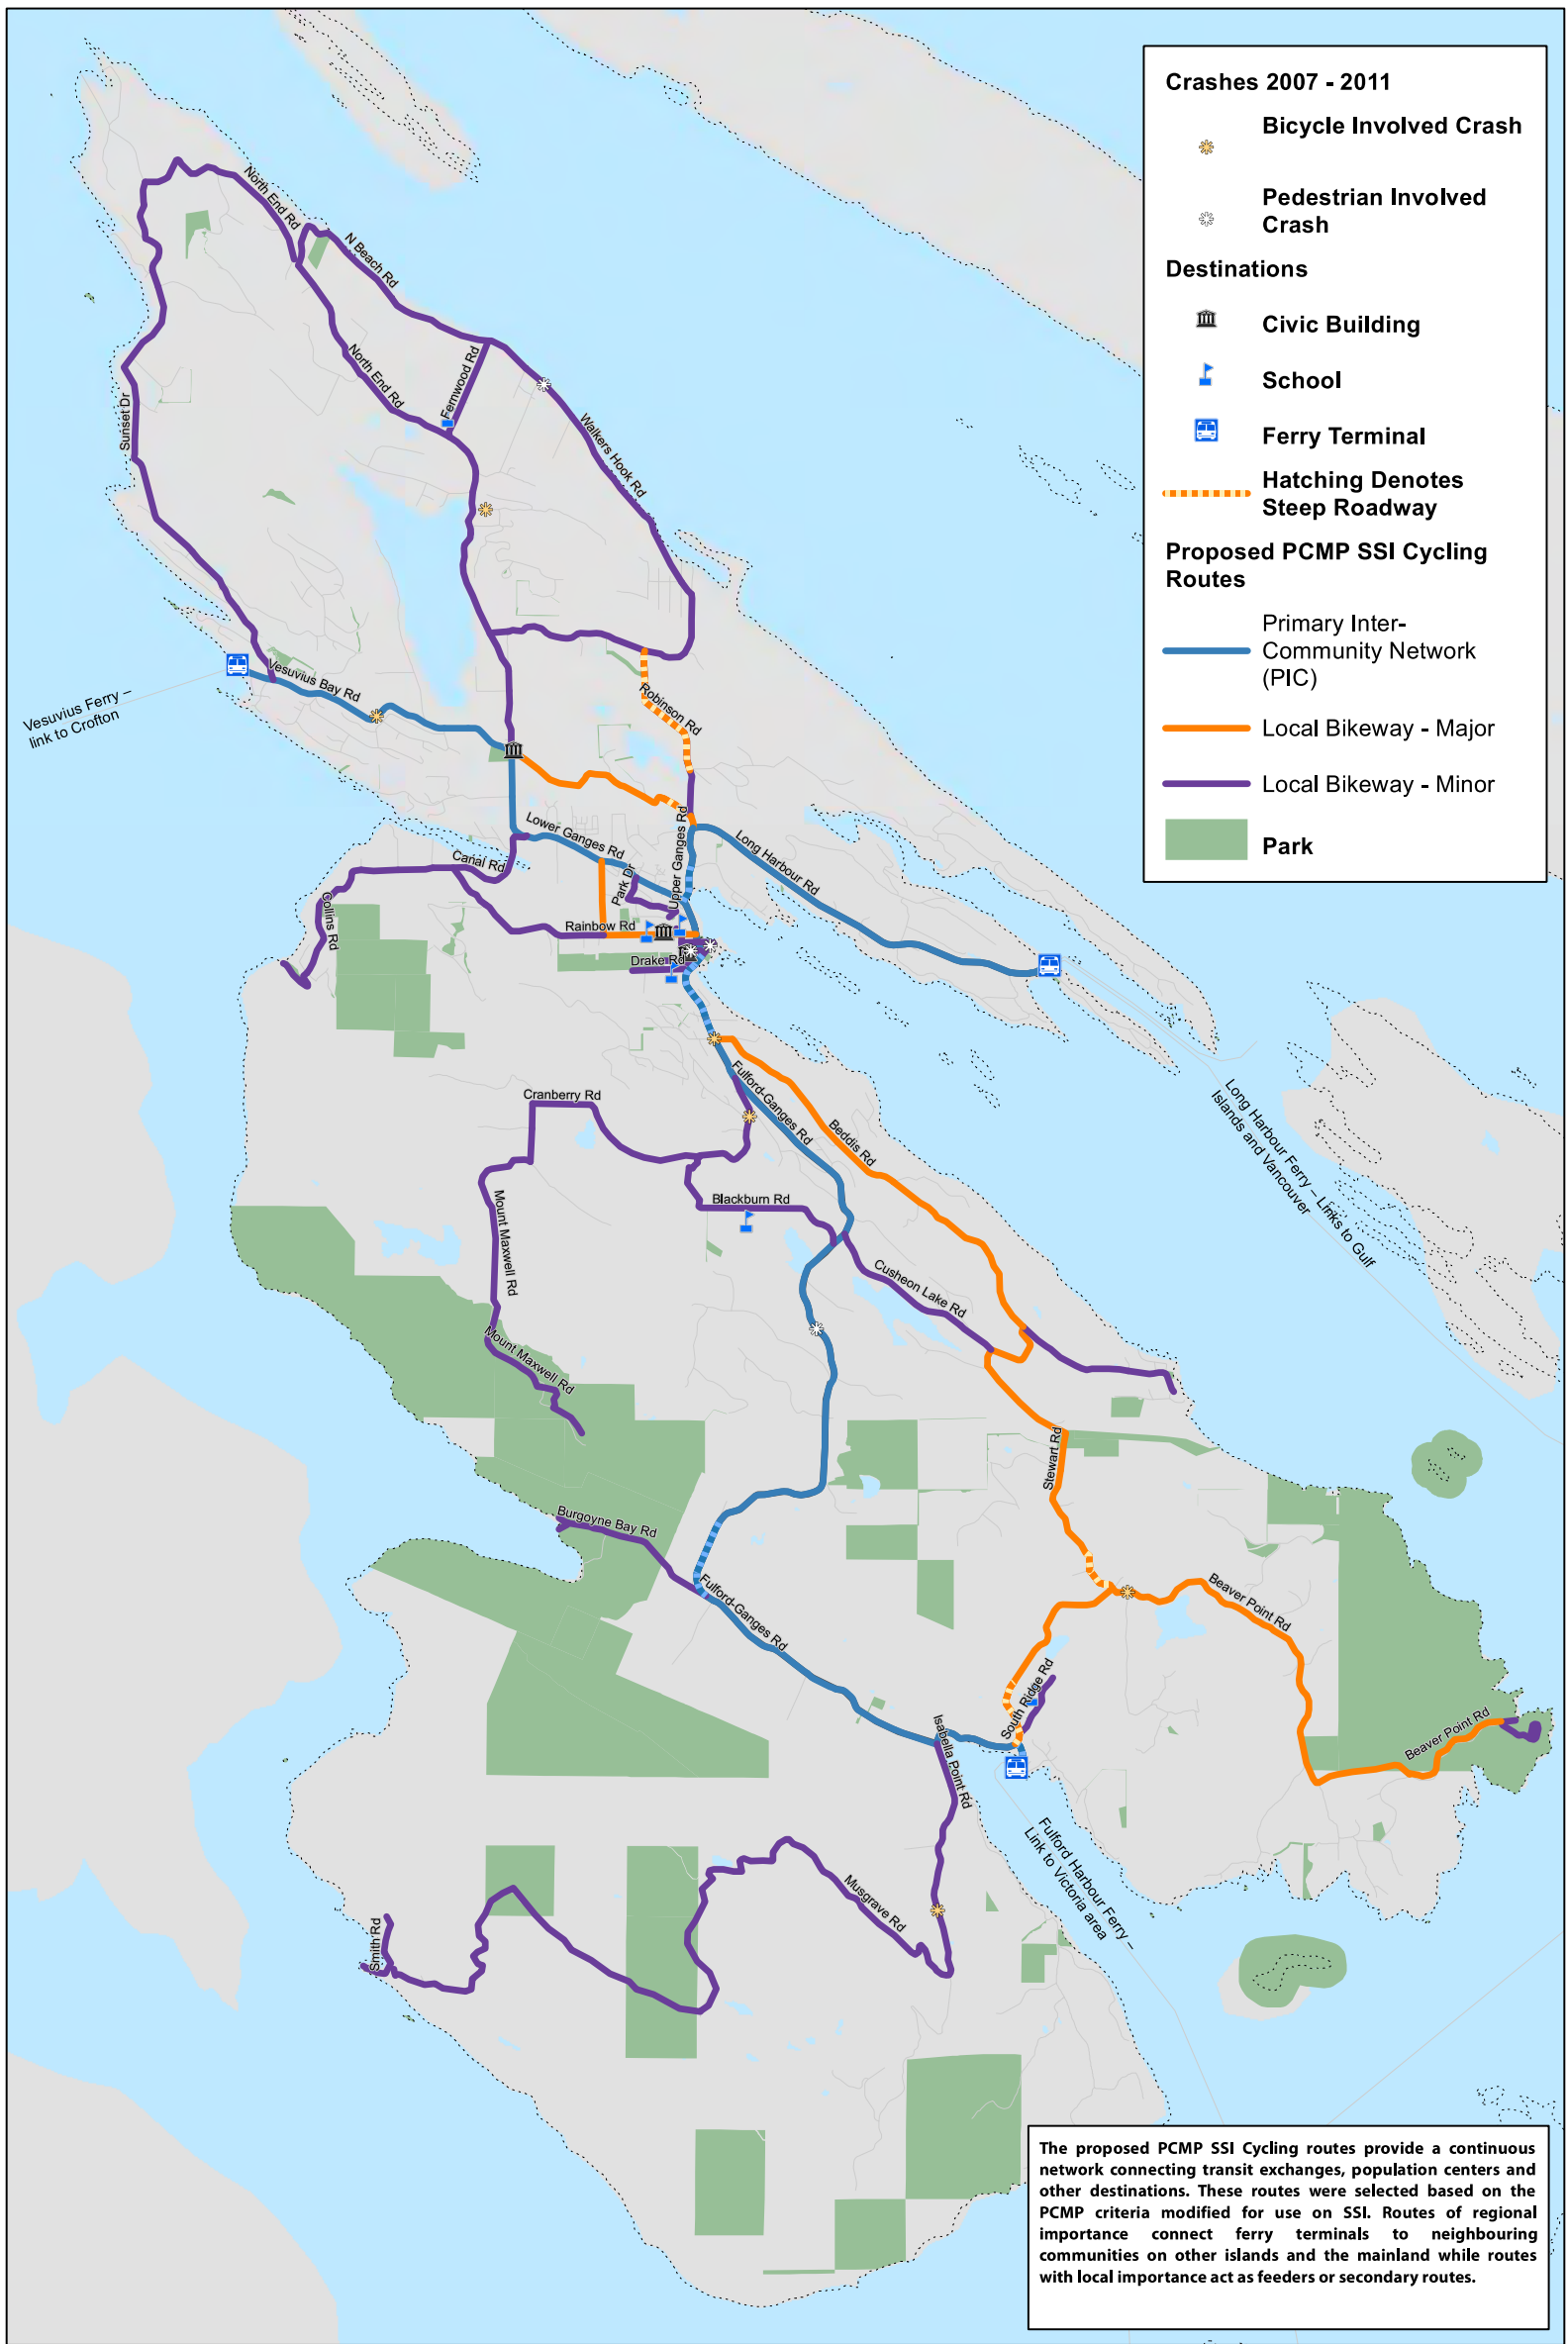 Crashes 2007 - 2011
Bicycle Involved Crash
Pedestrian Involved
Crash
Destinations
Civic Building
School
Ferry Terminal
Hatching Denotes
Steep Roadway
Proposed PCMP SSI Cycling
Routes
Primary Inter-
Community Network
(PIC)
Local Bikeway - Major
Local Bikeway - Minor
Park
North End Rd
N Beach Rd
North End Rd
Fernwood Rd
Sunset Dr
Walkers Hook Rd
Vesuvius Bay Rd
Vesuvius Ferry –
link to Crofton
Robinson Rd
Lower Ganges Rd
Upper Ganges Rd
Long Harbour Rd
Canal Rd
Park Dr
Collins Rd
Rainbow Rd
Drake Rd
Fulford-Ganges Rd
Cranberry Rd
Beddis Rd
Long Harbour Ferry – Links to Gulf
Islands and Vancouver
Blackburn Rd
Mount Maxwell Rd
Cusheon Lake Rd
Mount Maxwell Rd
Stewart Rd
Burgoyne Bay Rd
Fulford-Ganges Rd
Beaver Point Rd
South Ridge Rd
Isabella Point Rd
Beaver Point Rd
Fulford Harbour Ferry –
Link to Victoria area
Musgrave Rd
Smith Rd
The proposed PCMP SSI Cycling routes provide a continuous
network connecting transit exchanges, population centers and
other destinations. These routes were selected based on the
PCMP criteria modified for use on SSI. Routes of regional
importance connect ferry terminals to neighbouring
communities on other islands and the mainland while routes
with local importance act as feeders or secondary routes.